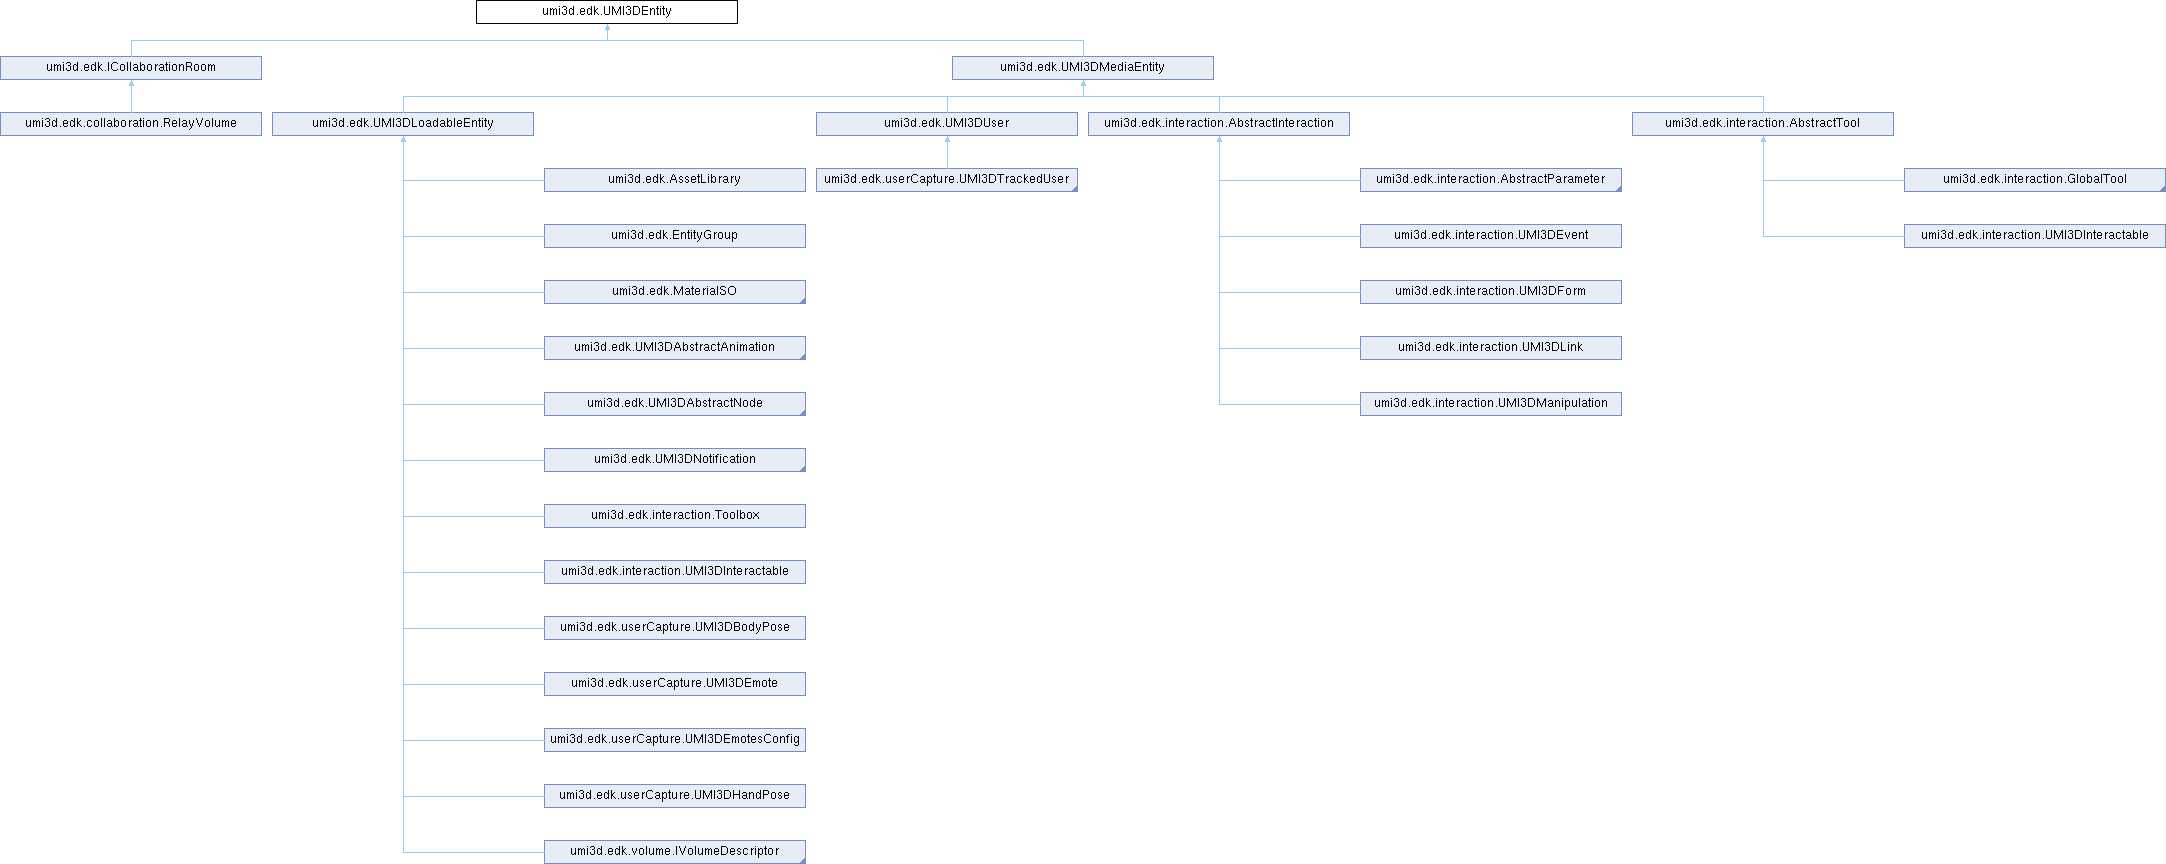 umi3d.edk.UMI3DEntity
umi3d.edk.ICollaborationRoom
umi3d.edk.UMI3DMediaEntity
umi3d.edk.collaboration.RelayVolume
umi3d.edk.UMI3DLoadableEntity
umi3d.edk.UMI3DUser
umi3d.edk.interaction.AbstractInteraction
umi3d.edk.interaction.AbstractTool
umi3d.edk.AssetLibrary
umi3d.edk.userCapture.UMI3DTrackedUser
umi3d.edk.interaction.AbstractParameter
umi3d.edk.interaction.GlobalTool
umi3d.edk.EntityGroup
umi3d.edk.interaction.UMI3DEvent
umi3d.edk.interaction.UMI3DInteractable
umi3d.edk.MaterialSO
umi3d.edk.interaction.UMI3DForm
umi3d.edk.UMI3DAbstractAnimation
umi3d.edk.interaction.UMI3DLink
umi3d.edk.UMI3DAbstractNode
umi3d.edk.interaction.UMI3DManipulation
umi3d.edk.UMI3DNotification
umi3d.edk.interaction.Toolbox
umi3d.edk.interaction.UMI3DInteractable
umi3d.edk.userCapture.UMI3DBodyPose
umi3d.edk.userCapture.UMI3DEmote
umi3d.edk.userCapture.UMI3DEmotesConfig
umi3d.edk.userCapture.UMI3DHandPose
umi3d.edk.volume.IVolumeDescriptor